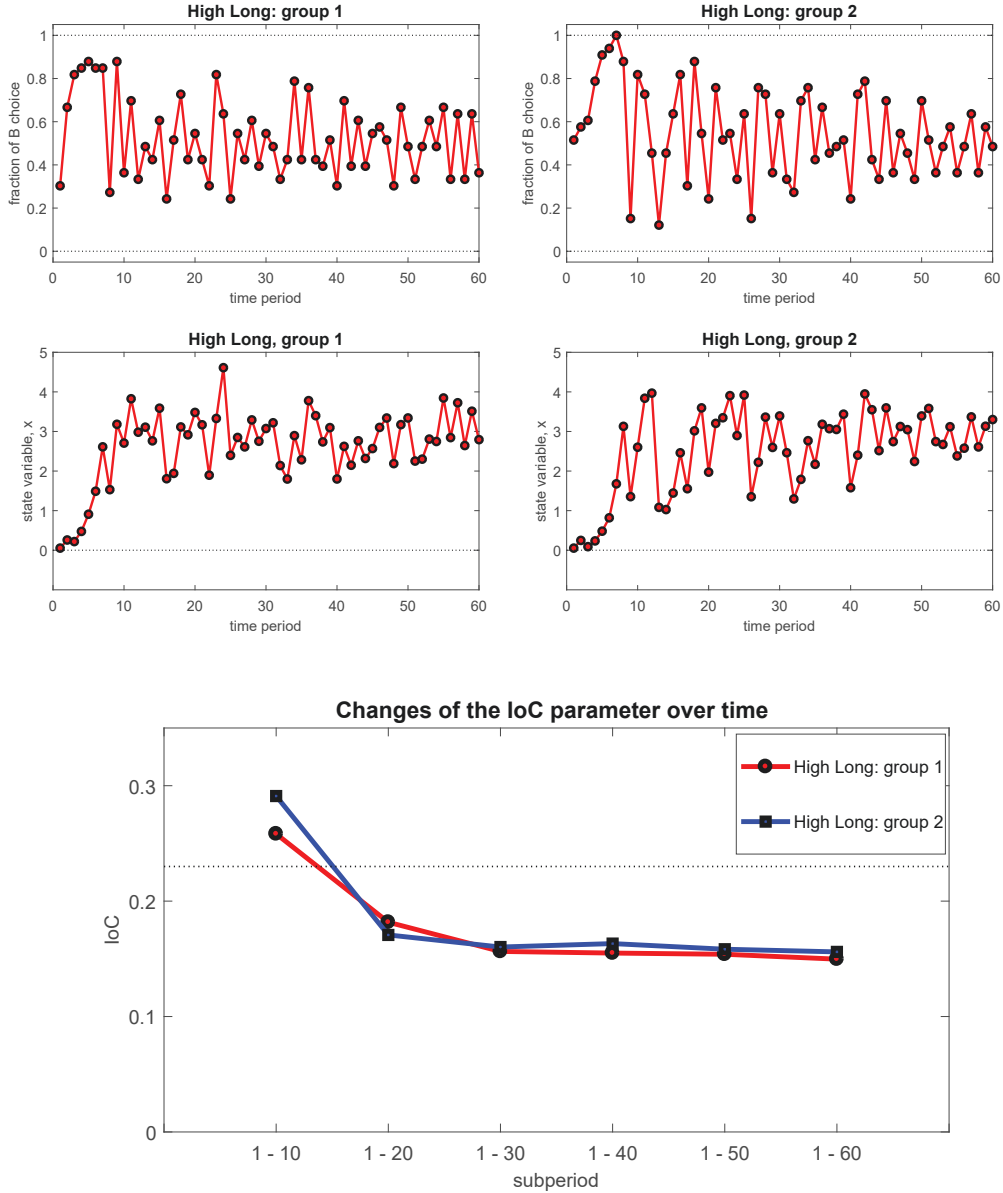 High Long: group 1
fraction of B choice
1
0.8
0.6
0.4
0.2
0
0 10 20 30 40 50 60
time period
High Long: group 2
fraction of B choice
1
0.8
0.6
0.4
0.2
0
0 10 20 30 40 50 60
time period
High Long, group 1
state variable, x
5
4
3
2
1
0
0 10 20 30 40 50 60
time period
High Long, group 2
state variable, x
5
4
3
2
1
0
0 10 20 30 40 50 60
time period
Changes of the IoC parameter over time
High Long: group 1
High Long: group 2
IoC
0.3
0.2
0.1
0
1 - 10 1 - 20 1 - 30 1 - 40 1 - 50 1 - 60
subperiod